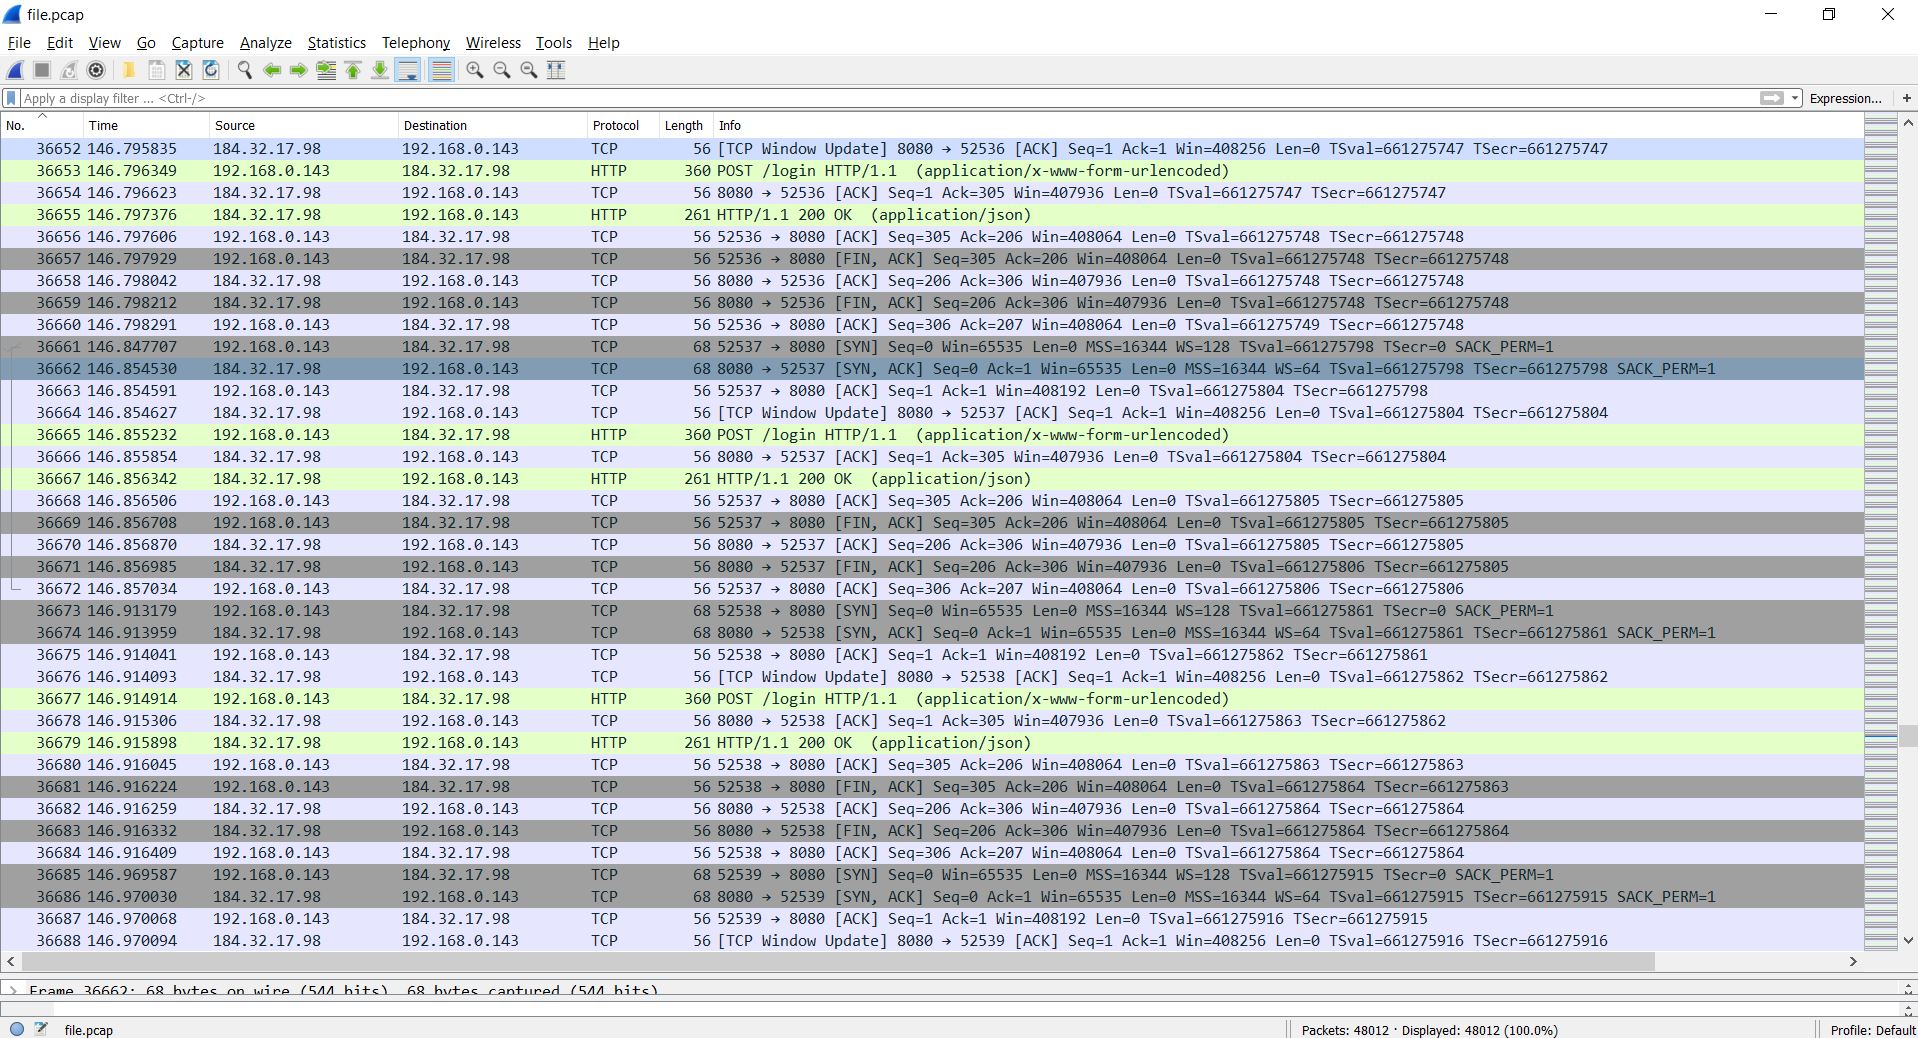 file.pcap
File Edit View Go Capture Analyze Statistics Telephony Wireless Tools Help
Apply a display filter ... <Ctrl-/> Expression... +
No. Time Source Destination Protocol Length Info
36652 146.795835 184.32.17.98 192.168.0.143 TCP 56 [TCP Window Update] 8080 → 52536 [ACK] Seq=1 Ack=1 Win=408256 Len=0 TSval=661275747 TSecr=661275747
36653 146.796349 192.168.0.143 184.32.17.98 HTTP 360 POST /login HTTP/1.1 (application/x-www-form-urlencoded)
36654 146.796623 184.32.17.98 192.168.0.143 TCP 56 8080 → 52536 [ACK] Seq=1 Ack=305 Win=407936 Len=0 TSval=661275747 TSecr=661275747
36655 146.797376 184.32.17.98 192.168.0.143 HTTP 261 HTTP/1.1 200 OK (application/json)
36656 146.797606 192.168.0.143 184.32.17.98 TCP 56 52536 → 8080 [ACK] Seq=305 Ack=206 Win=408064 Len=0 TSval=661275748 TSecr=661275748
36657 146.797929 192.168.0.143 184.32.17.98 TCP 56 52536 → 8080 [FIN, ACK] Seq=305 Ack=206 Win=408064 Len=0 TSval=661275748 TSecr=661275748
36658 146.798042 184.32.17.98 192.168.0.143 TCP 56 8080 → 52536 [ACK] Seq=206 Ack=306 Win=407936 Len=0 TSval=661275748 TSecr=661275748
36659 146.798212 184.32.17.98 192.168.0.143 TCP 56 8080 → 52536 [FIN, ACK] Seq=206 Ack=306 Win=407936 Len=0 TSval=661275748 TSecr=661275748
36660 146.798291 192.168.0.143 184.32.17.98 TCP 56 52536 → 8080 [ACK] Seq=306 Ack=207 Win=408064 Len=0 TSval=661275749 TSecr=661275748
36661 146.847707 192.168.0.143 184.32.17.98 TCP 68 52537 → 8080 [SYN] Seq=0 Win=65535 Len=0 MSS=16344 WS=128 TSval=661275798 TSecr=0 SACK_PERM=1
36662 146.854530 184.32.17.98 192.168.0.143 TCP 68 8080 → 52537 [SYN, ACK] Seq=0 Ack=1 Win=65535 Len=0 MSS=16344 WS=64 TSval=661275798 TSecr=661275798 SACK_PERM=1
36663 146.854591 192.168.0.143 184.32.17.98 TCP 56 52537 → 8080 [ACK] Seq=1 Ack=1 Win=408192 Len=0 TSval=661275804 TSecr=661275798
36664 146.854627 184.32.17.98 192.168.0.143 TCP 56 [TCP Window Update] 8080 → 52537 [ACK] Seq=1 Ack=1 Win=408256 Len=0 TSval=661275804 TSecr=661275804
36665 146.855232 192.168.0.143 184.32.17.98 HTTP 360 POST /login HTTP/1.1 (application/x-www-form-urlencoded)
36666 146.855854 184.32.17.98 192.168.0.143 TCP 56 8080 → 52537 [ACK] Seq=1 Ack=305 Win=407936 Len=0 TSval=661275804 TSecr=661275804
36667 146.856342 184.32.17.98 192.168.0.143 HTTP 261 HTTP/1.1 200 OK (application/json)
36668 146.856506 192.168.0.143 184.32.17.98 TCP 56 52537 → 8080 [ACK] Seq=305 Ack=206 Win=408064 Len=0 TSval=661275805 TSecr=661275805
36669 146.856708 192.168.0.143 184.32.17.98 TCP 56 52537 → 8080 [FIN, ACK] Seq=305 Ack=206 Win=408064 Len=0 TSval=661275805 TSecr=661275805
36670 146.856870 184.32.17.98 192.168.0.143 TCP 56 8080 → 52537 [ACK] Seq=206 Ack=306 Win=407936 Len=0 TSval=661275805 TSecr=661275805
36671 146.856985 184.32.17.98 192.168.0.143 TCP 56 8080 → 52537 [FIN, ACK] Seq=206 Ack=306 Win=407936 Len=0 TSval=661275806 TSecr=661275805
36672 146.857034 192.168.0.143 184.32.17.98 TCP 56 52537 → 8080 [ACK] Seq=306 Ack=207 Win=408064 Len=0 TSval=661275806 TSecr=661275806
36673 146.913179 192.168.0.143 184.32.17.98 TCP 68 52538 → 8080 [SYN] Seq=0 Win=65535 Len=0 MSS=16344 WS=128 TSval=661275861 TSecr=0 SACK_PERM=1
36674 146.913959 184.32.17.98 192.168.0.143 TCP 68 8080 → 52538 [SYN, ACK] Seq=0 Ack=1 Win=65535 Len=0 MSS=16344 WS=64 TSval=661275861 TSecr=661275861 SACK_PERM=1
36675 146.914041 192.168.0.143 184.32.17.98 TCP 56 52538 → 8080 [ACK] Seq=1 Ack=1 Win=408192 Len=0 TSval=661275862 TSecr=661275861
36676 146.914093 184.32.17.98 192.168.0.143 TCP 56 [TCP Window Update] 8080 → 52538 [ACK] Seq=1 Ack=1 Win=408256 Len=0 TSval=661275862 TSecr=661275862
36677 146.914914 192.168.0.143 184.32.17.98 HTTP 360 POST /login HTTP/1.1 (application/x-www-form-urlencoded)
36678 146.915306 184.32.17.98 192.168.0.143 TCP 56 8080 → 52538 [ACK] Seq=1 Ack=305 Win=407936 Len=0 TSval=661275863 TSecr=661275862
36679 146.915898 184.32.17.98 192.168.0.143 HTTP 261 HTTP/1.1 200 OK (application/json)
36680 146.916045 192.168.0.143 184.32.17.98 TCP 56 52538 → 8080 [ACK] Seq=305 Ack=206 Win=408064 Len=0 TSval=661275863 TSecr=661275863
36681 146.916224 192.168.0.143 184.32.17.98 TCP 56 52538 → 8080 [FIN, ACK] Seq=305 Ack=206 Win=408064 Len=0 TSval=661275864 TSecr=661275863
36682 146.916259 184.32.17.98 192.168.0.143 TCP 56 8080 → 52538 [ACK] Seq=206 Ack=306 Win=407936 Len=0 TSval=661275864 TSecr=661275864
36683 146.916332 184.32.17.98 192.168.0.143 TCP 56 8080 → 52538 [FIN, ACK] Seq=206 Ack=306 Win=407936 Len=0 TSval=661275864 TSecr=661275864
36684 146.916409 192.168.0.143 184.32.17.98 TCP 56 52538 → 8080 [ACK] Seq=306 Ack=207 Win=408064 Len=0 TSval=661275864 TSecr=661275864
36685 146.969587 192.168.0.143 184.32.17.98 TCP 68 52539 → 8080 [SYN] Seq=0 Win=65535 Len=0 MSS=16344 WS=128 TSval=661275915 TSecr=0 SACK_PERM=1
36686 146.970030 184.32.17.98 192.168.0.143 TCP 68 8080 → 52539 [SYN, ACK] Seq=0 Ack=1 Win=65535 Len=0 MSS=16344 WS=64 TSval=661275915 TSecr=661275915 SACK_PERM=1
36687 146.970068 192.168.0.143 184.32.17.98 TCP 56 52539 → 8080 [ACK] Seq=1 Ack=1 Win=408192 Len=0 TSval=661275916 TSecr=661275915
36688 146.970094 184.32.17.98 192.168.0.143 TCP 56 [TCP Window Update] 8080 → 52539 [ACK] Seq=1 Ack=1 Win=408256 Len=0 TSval=661275916 TSecr=661275916
Frame 36662: 68 bytes on wire (544 bits), 68 bytes captured (544 bits)
file.pcap Packets: 48012 · Displayed: 48012 (100.0%) Profile: Default